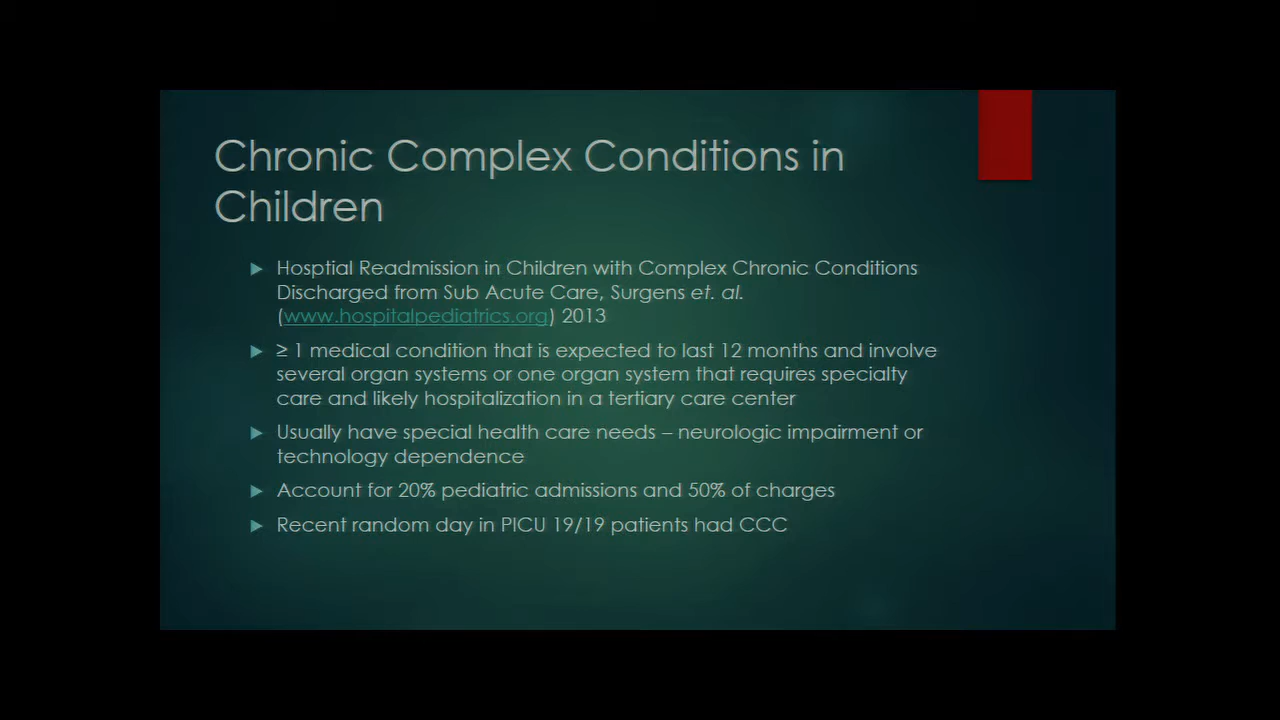 Chronic Complex Conditions in
Children
Hosptial Readmission in Children with Complex Chronic Conditions
Discharged from Sub Acute Care, Surgens et. al.
(www.hospitalpediatrics.org) 2013
≥ 1 medical condition that is expected to last 12 months and involve
several organ systems or one organ system that requires specialty
care and likely hospitalization in a tertiary care center
Usually have special health care needs – neurologic impairment or
technology dependence
Account for 20% pediatric admissions and 50% of charges
Recent random day in PICU 19/19 patients had CCC